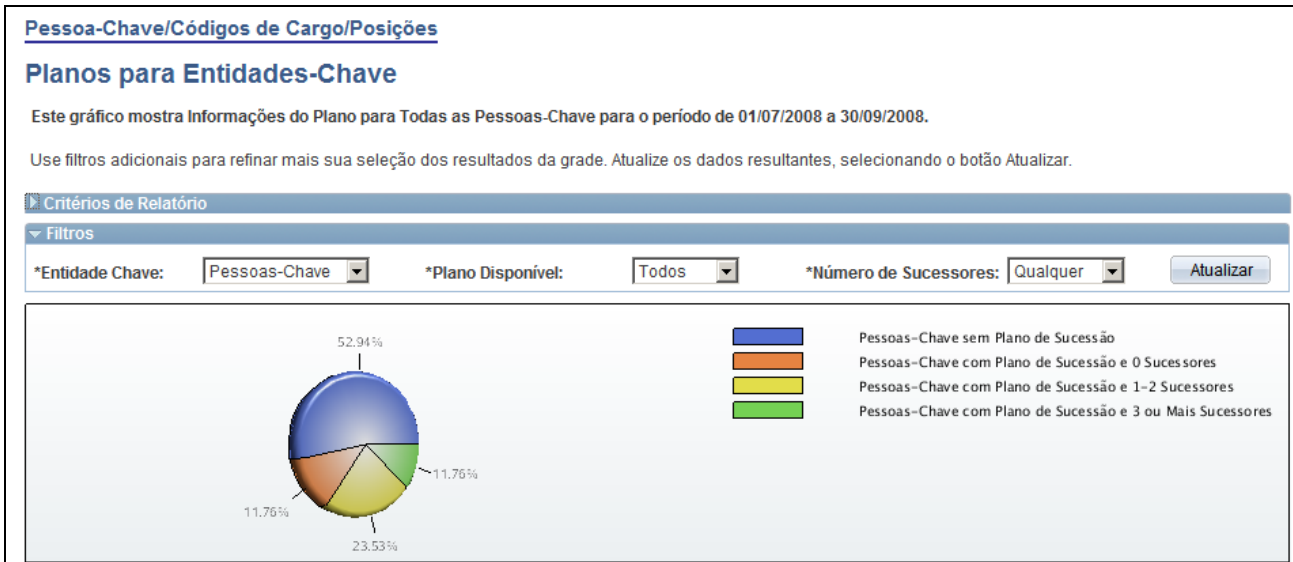 Pessoa-Chave/Códigos de Cargo/Posições
Planos para Entidades-Chave
Este gráfico mostra Informações do Plano para Todas as Pessoas-Chave para o período de 01/07/2008 a 30/09/2008.
Use filtros adicionais para refinar mais sua seleção dos resultados da grade. Atualize os dados resultantes, selecionando o botão Atualizar.
Critérios de Relatório
Filtros
*Entidade Chave: Pessoas-Chave *Plano Disponível: Todos *Número de Sucessores: Qualquer Atualizar
52.94%
11.76%
23.53%
11.76%
Pessoas-Chave sem Plano de Sucessão
Pessoas-Chave com Plano de Sucessão e 0 Sucessores
Pessoas-Chave com Plano de Sucessão e 1-2 Sucessores
Pessoas-Chave com Plano de Sucessão e 3 ou Mais Sucessores